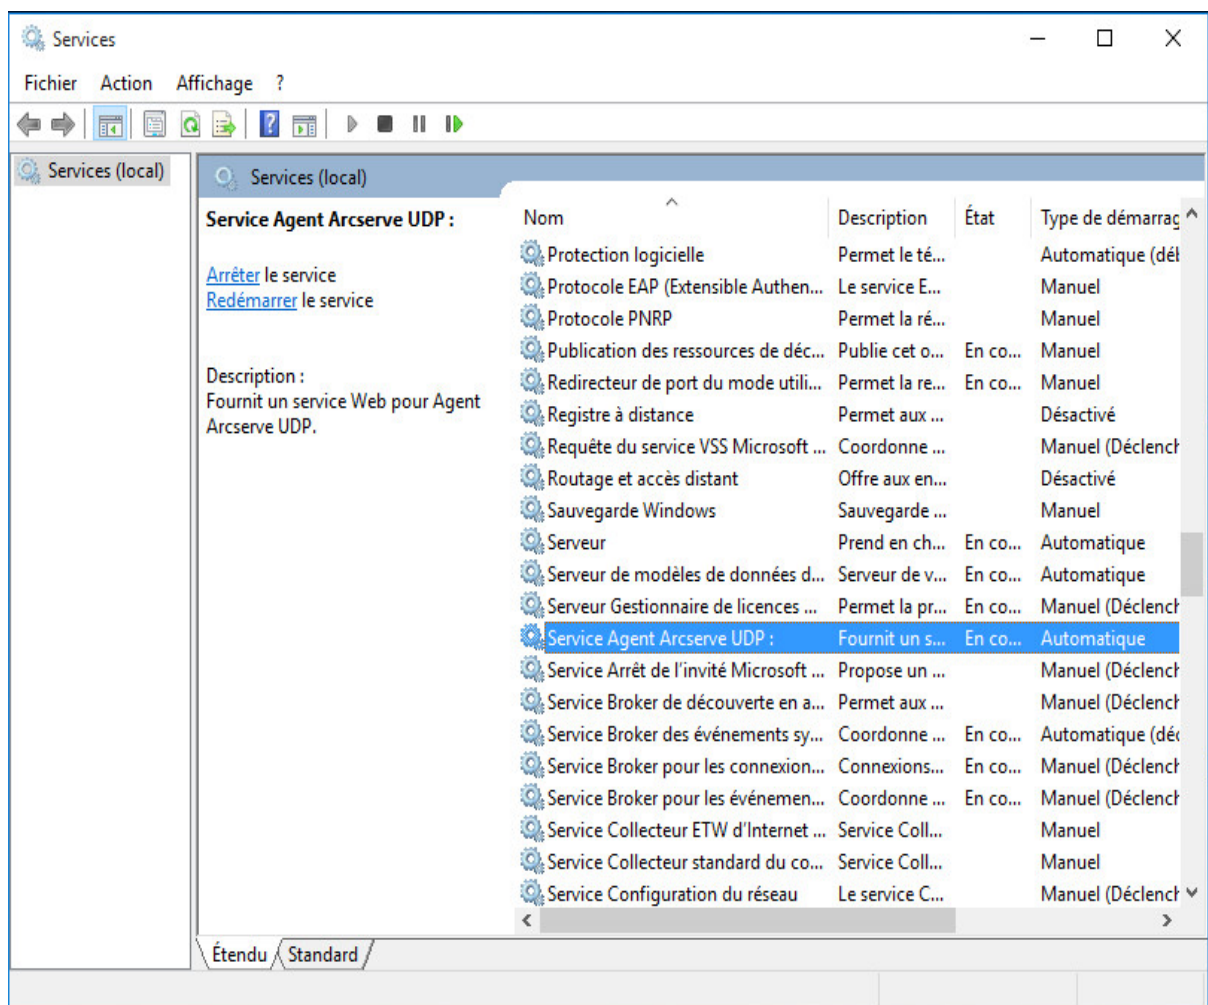 Services
Fichier Action Affichage ?
Services (local)
Services (local)
Service Agent Arcserve UDP :
Arrêter le service
Redémarrer le service
Description :
Fournit un service Web pour Agent
Arcserve UDP.
Nom Description État Type de démarrag
Protection logicielle Permet le té... Automatique (déb
Protocole EAP (Extensible Authen... Le service E... Manuel
Protocole PNRP Permet la ré... Manuel
Publication des ressources de déc... Publie cet o... En co... Manuel
Redirecteur de port du mode utili... Permet la re... En co... Manuel
Registre à distance Permet aux ... Désactivé
Requête du service VSS Microsoft ... Coordonne ... Manuel (Déclench
Routage et accès distant Offre aux en... Désactivé
Sauvegarde Windows Sauvegarde ... Manuel
Serveur Prend en ch... En co... Automatique
Serveur de modèles de données d... Serveur de v... En co... Automatique
Serveur Gestionnaire de licences ... Permet la pr... En co... Manuel (Déclench
Service Agent Arcserve UDP : Fournit un s... En co... Automatique
Service Arrêt de l'invité Microsoft ... Propose un ... Manuel (Déclench
Service Broker de découverte en a... Permet aux ... Manuel (Déclench
Service Broker des événements sy... Coordonne ... En co... Automatique (déc
Service Broker pour les connexion... Connexions... En co... Manuel (Déclench
Service Broker pour les événemen... Coordonne ... En co... Manuel (Déclench
Service Collecteur ETW d'Internet ... Service Coll... Manuel
Service Collecteur standard du co... Service Coll... Manuel
Service Configuration du réseau Le service C... Manuel (Déclench
Étendu Standard